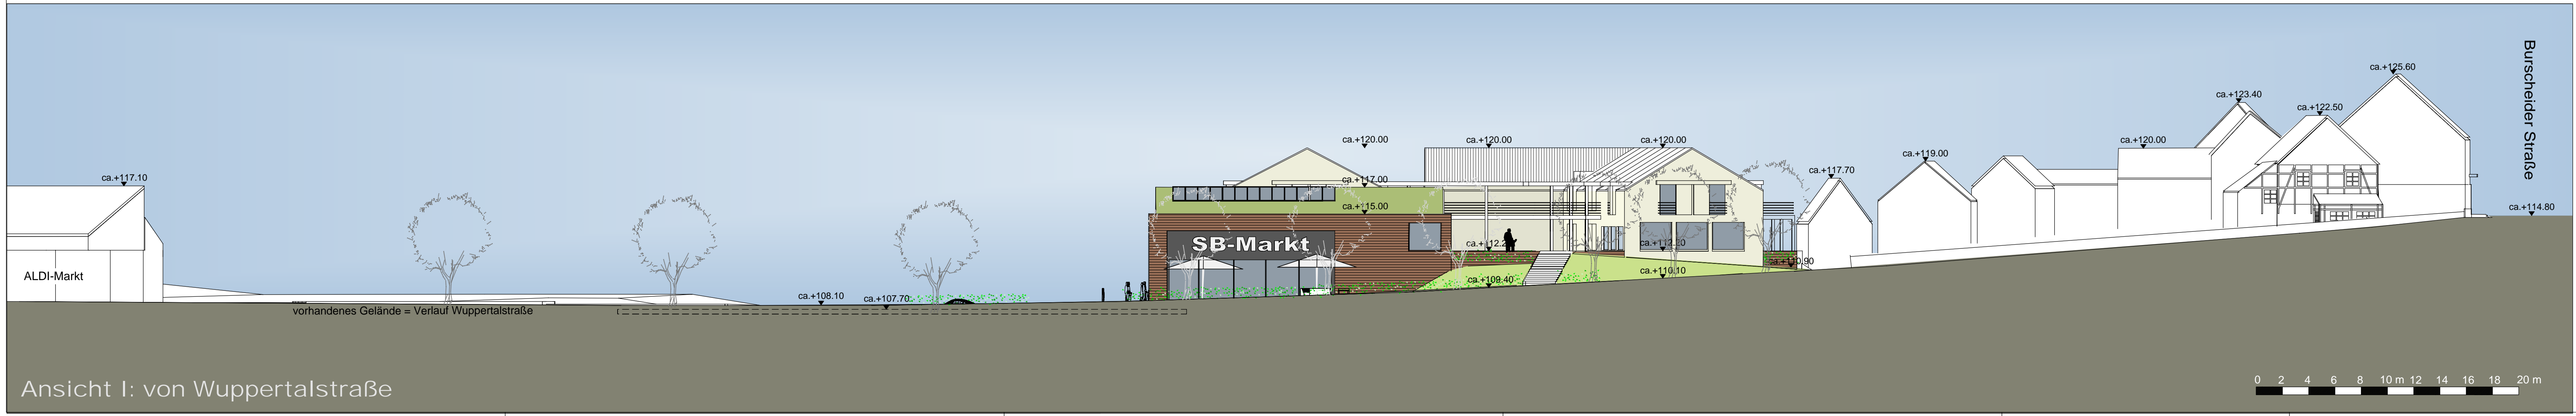 Burscheider Straße
ca.+125.60
ca.+123.40
ca.+122.50
ca.+120.00
ca.+120.00
ca.+120.00
ca.+120.00
ca.+119.00
ca.+117.10
ca.+117.00
ca.+117.70
ca.+115.00
ca.+114.80
SB-Markt
ca.+112.20
ca.+110.10
ca.+109.40
ALDI-Markt
ca.+108.10
ca.+107.70
vorhandenes Gelände = Verlauf Wuppertalstraße
Ansicht I: von Wuppertalstraße
0 2 4 6 8 10 m 12 14 16 18 20 m